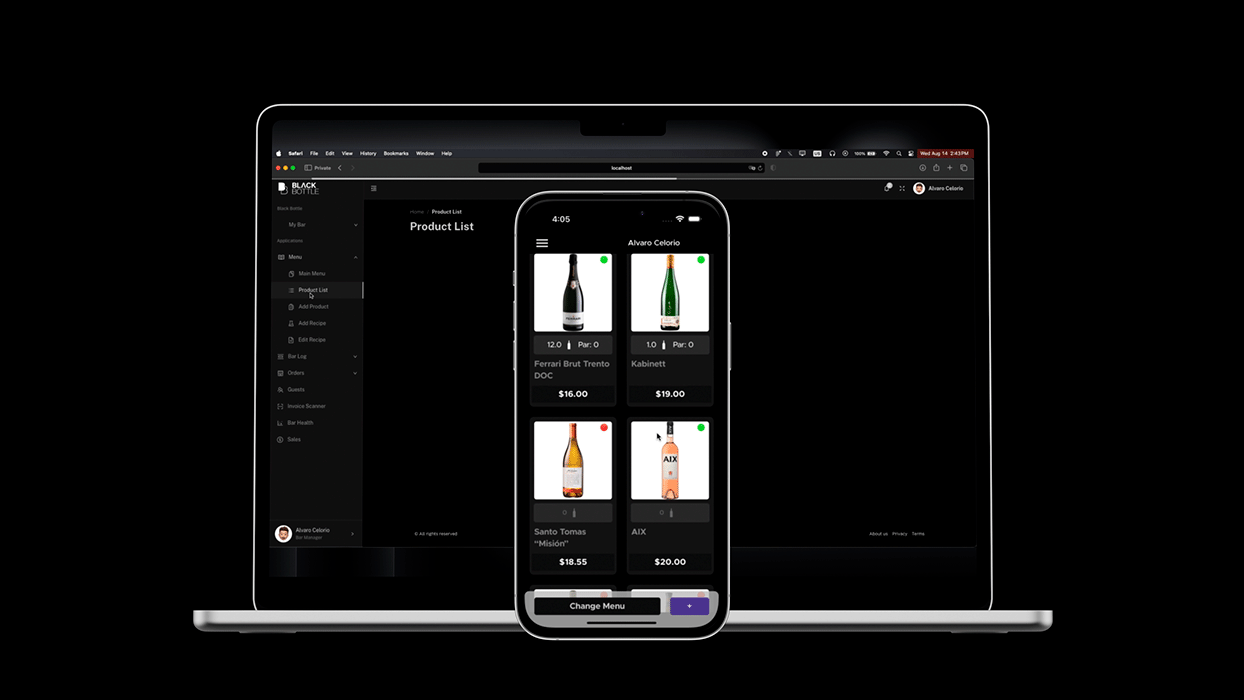 Safari File Edit View History Bookmarks Window Help
100%
Wed Aug 14 2:43PM
Private
localhost
BLACK
BOTTLE
Alvaro Celorio
Black Bottle
My Bar
Applications
Menu
Main Menu
Product List
Add Product
Add Recipe
Edit Recipe
Bar Log
Orders
Guests
Invoice Scanner
Bar Health
Sales
Alvaro Celorio
Bar Manager
Home / Product List
Product List
© All rights reserved
About us Privacy Terms
4:05
Alvaro Celorio
12.0 Par: 0
Ferrari Brut Trento
DOC
$16.00
1.0 Par: 0
Kabinett
$19.00
0
Santo Tomas
“Misión”
$18.55
AIX
0
AIX
$20.00
Change Menu
+